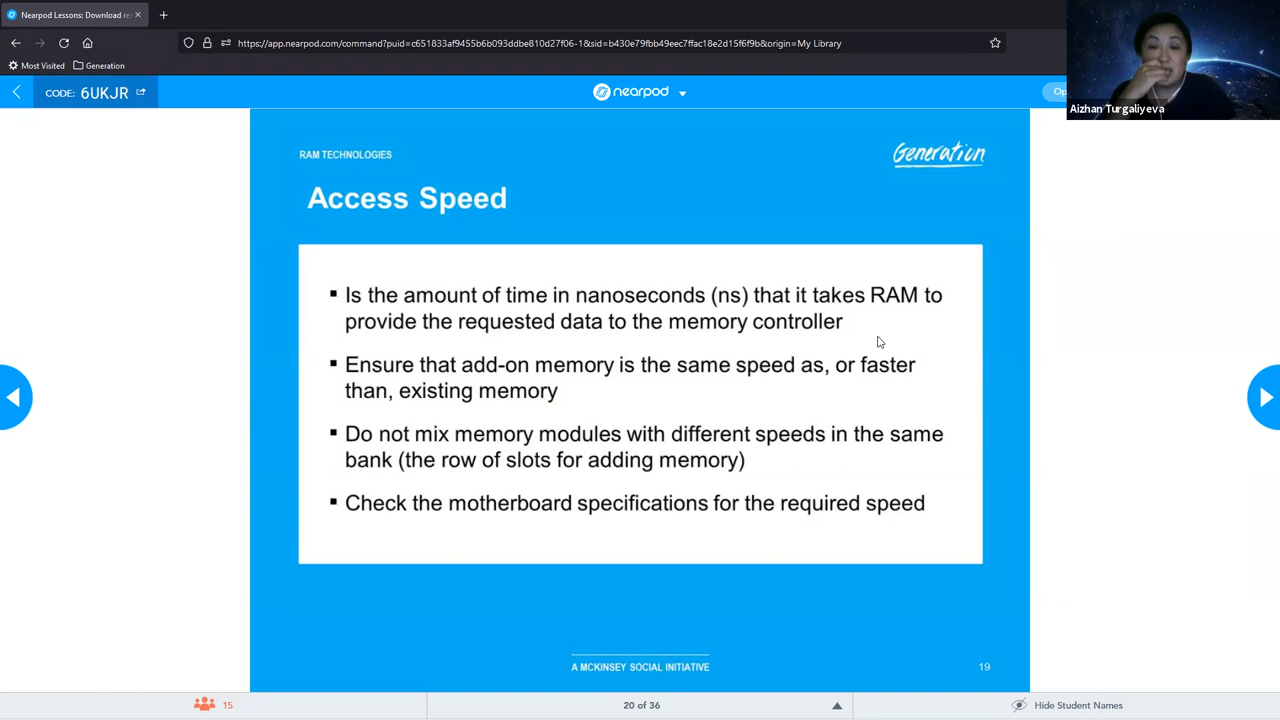 Nearpod Lessons: Download re
https://app.nearpod.com/command?puid=c651833af9455b6b093ddbe810d27f06-1&sid=b430e79fbb49eec7ffac18e2d15f6f9b&origin=My Library
Most Visited
Generation
CODE: 6UKJR
nearpod
Op
Aizhan Turgaliyeva
RAM TECHNOLOGIES
Generation
Access Speed
▪ Is the amount of time in nanoseconds (ns) that it takes RAM to
provide the requested data to the memory controller
▪ Ensure that add-on memory is the same speed as, or faster
than, existing memory
▪ Do not mix memory modules with different speeds in the same
bank (the row of slots for adding memory)
▪ Check the motherboard specifications for the required speed
A MCKINSEY SOCIAL INITIATIVE
19
15
20 of 36
Hide Student Names